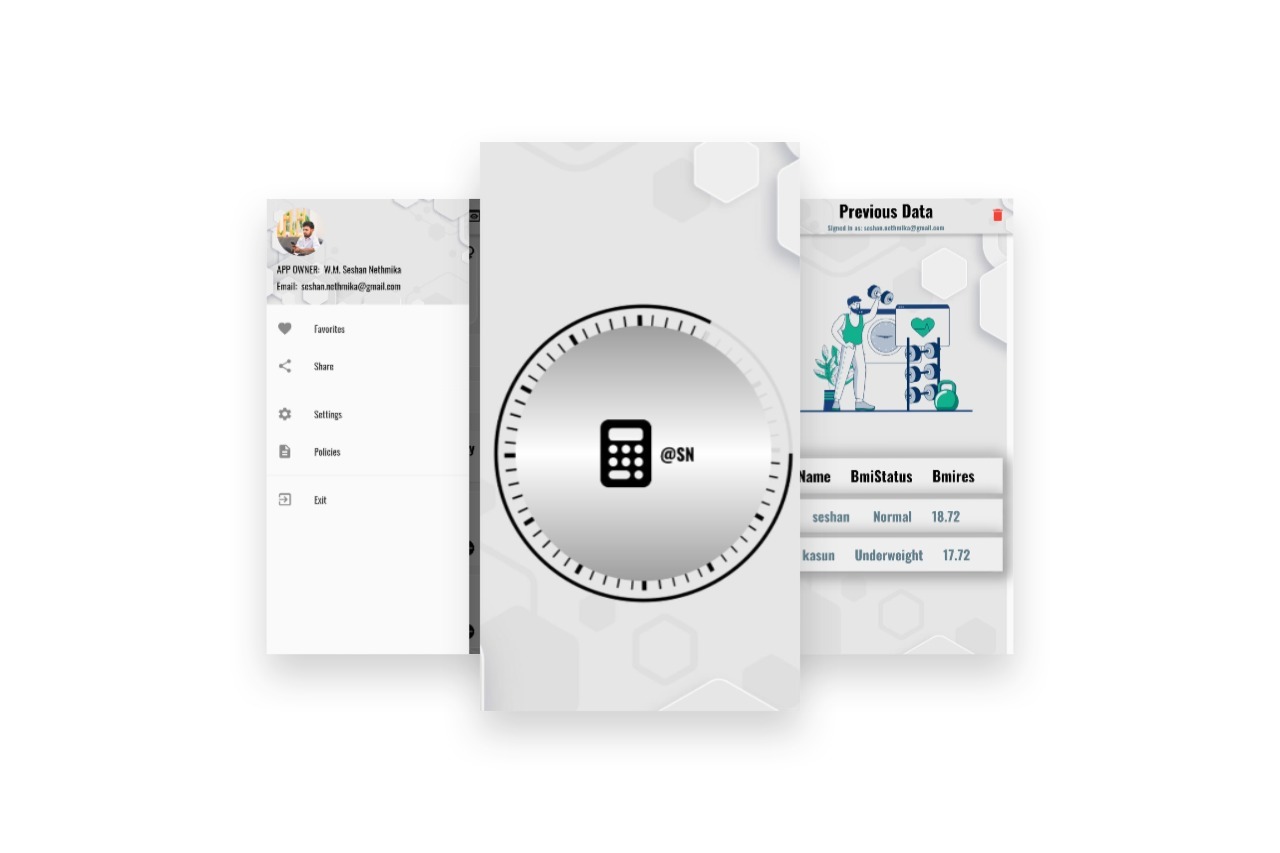 APP OWNER: W.M. Seshan Nethmika
Email: seshan.nethmika@gmail.com
Favorites
Share
Settings
Policies
Exit
@SN
Previous Data
Signed in as: seshan.nethmika@gmail.com
Name BmiStatus Bmires
seshan Normal 18.72
kasun Underweight 17.72